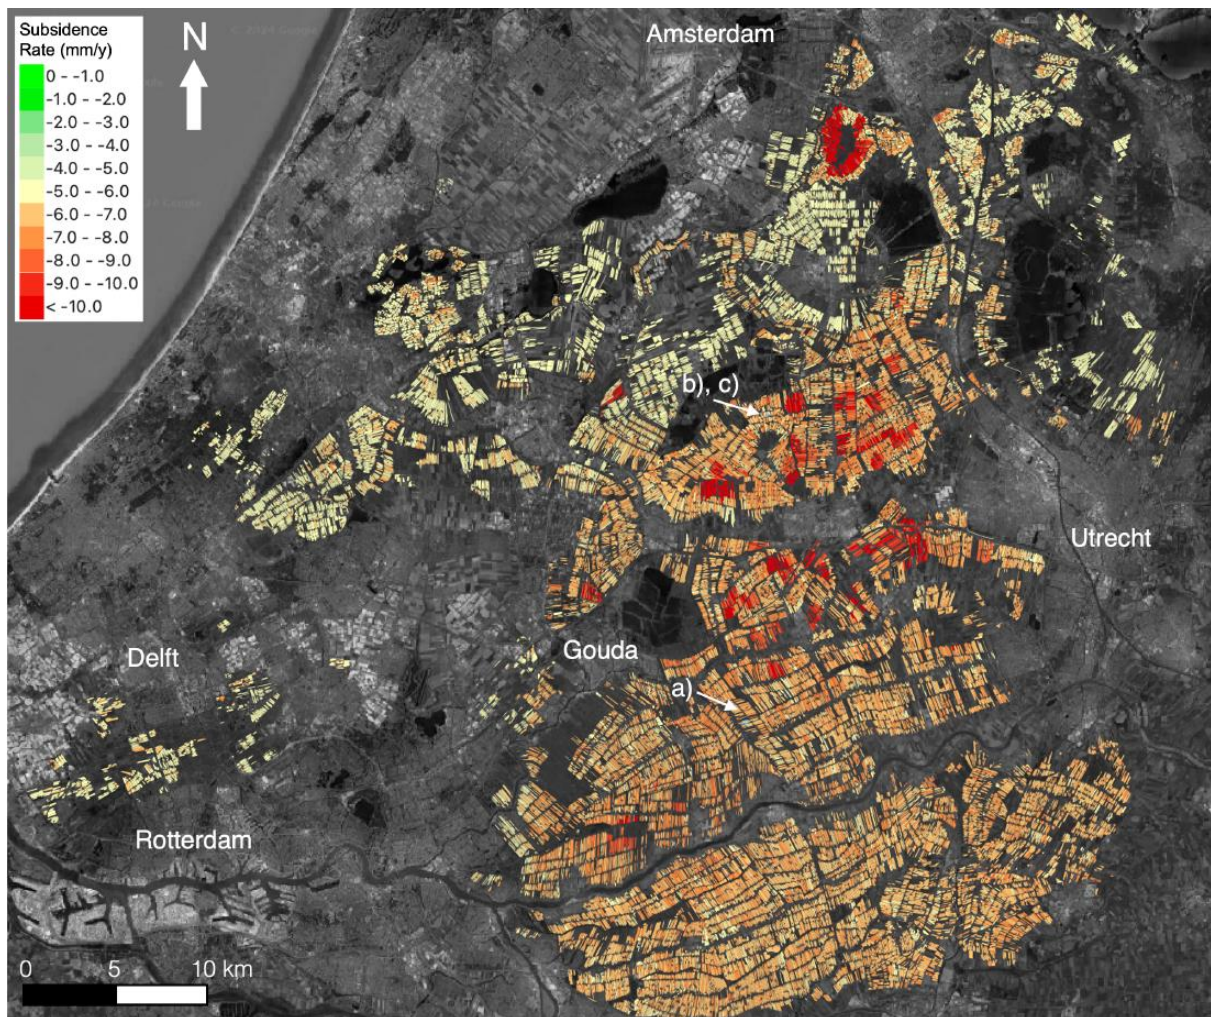 Subsidence
Rate (mm/y)
0 - -1.0
-1.0 - -2.0
-2.0 - -3.0
-3.0 - -4.0
-4.0 - -5.0
-5.0 - -6.0
-6.0 - -7.0
-7.0 - -8.0
-8.0 - -9.0
-9.0 - -10.0
< -10.0
N
Amsterdam
b), c)
Utrecht
Gouda
Delft
a)
Rotterdam
0 5 10 km